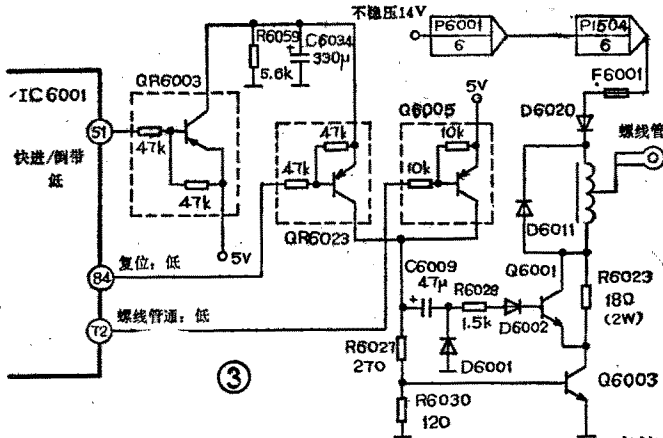 不稳压14V
P6001
6
P1504
6
F6001
R6059
5.6k
C6034
+
330μ
IC6001
QR6003
Q6005
5V
D6020
螺线管
51
47k
47k
快进/倒带
低
47k
47k
10k
10k
D6011
5V
QR6023
84
复位：低
C6009
47μ
+
R6028
1.5k
D6002
Q6001
R6023
18Ω
(2W)
72
螺线管通：低
R6027
270
D6001
③
R6030
120
Q6003